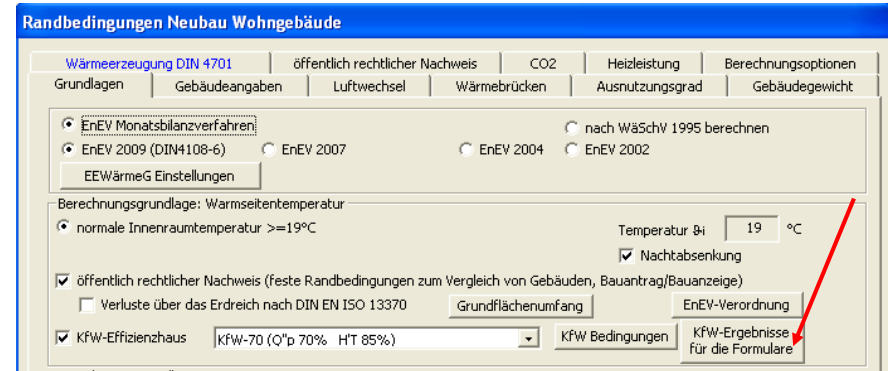 Randbedingungen Neubau Wohngebäude
Wärmeerzeugung DIN 4701 öffentlich rechtlicher Nachweis CO2 Heizleistung Berechnungsoptionen
Grundlagen Gebäudeangaben Luftwechsel Wärmebrücken Ausnutzungsgrad Gebäudegewicht
EnEV Monatsbilanzverfahren nach WäSchV 1995 berechnen
EnEV 2009 (DIN4108-6) EnEV 2007 EnEV 2004 EnEV 2002
EEWärmeG Einstellungen
Berechnungsgrundlage: Warmseitentemperatur
normale Innenraumtemperatur >=19°C
Temperatur ϑi 19 °C
Nachtabsenkung
öffentlich rechtlicher Nachweis (feste Randbedingungen zum Vergleich von Gebäuden, Bauantrag/Bauanzeige)
Verluste über das Erdreich nach DIN EN ISO 13370 Grundflächenumfang EnEV-Verordnung
KfW-Effizienzhaus KfW-70 (Q"p 70% H'T 85%) KfW Bedingungen KfW-Ergebnisse
für die Formulare